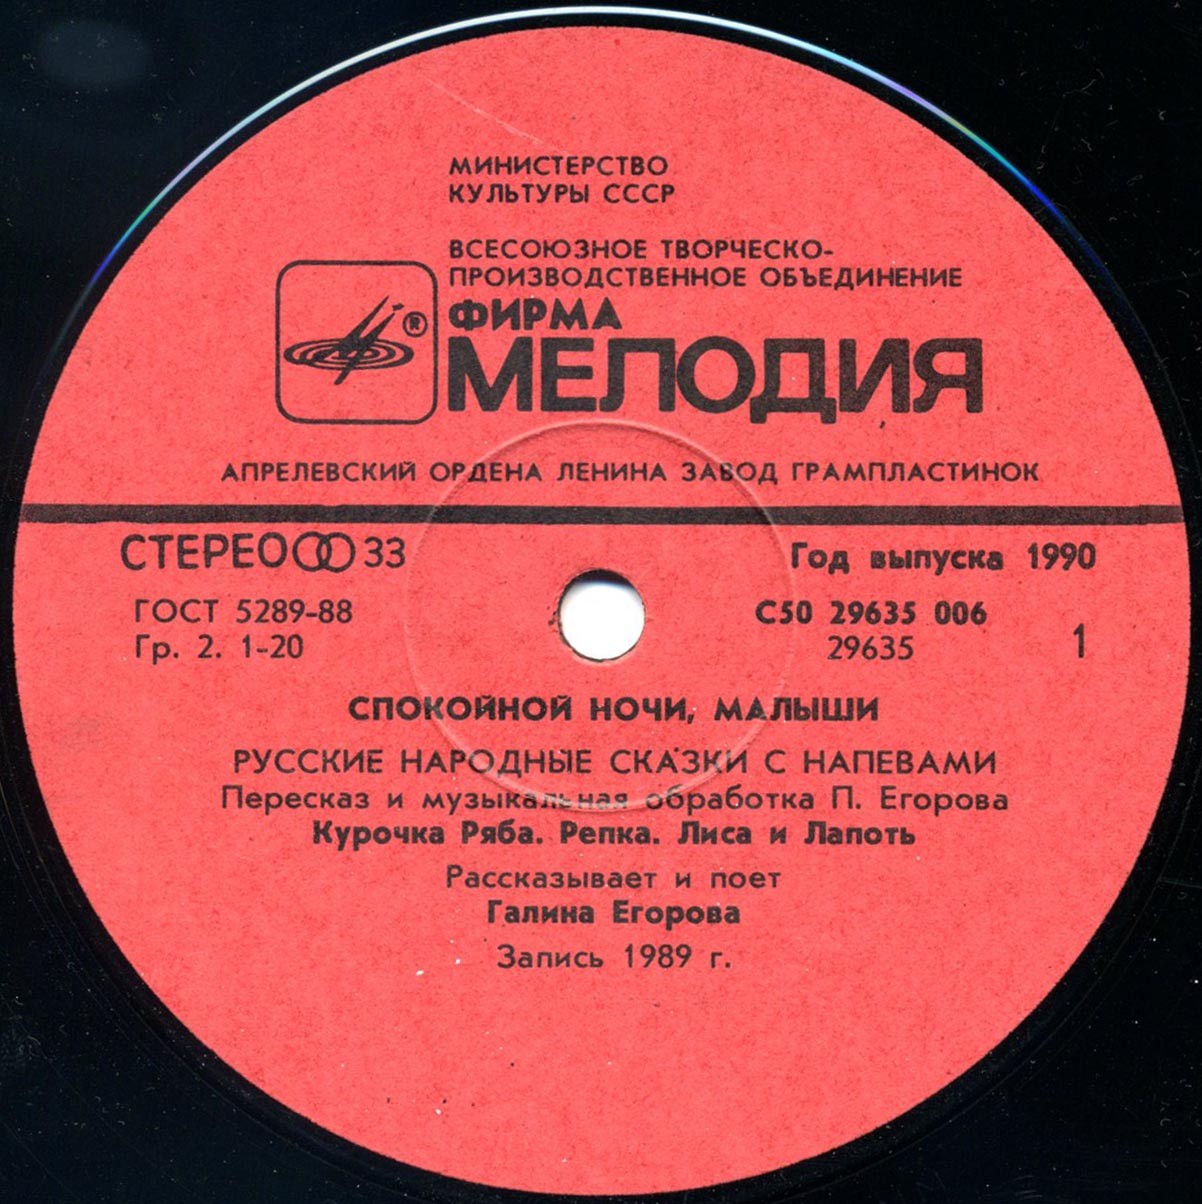 МИНИСТЕРСТВО
КУЛЬТУРЫ СССР
ВСЕСОЮЗНОЕ ТВОРЧЕСКО-
ПРОИЗВОДСТВЕННОЕ ОБЪЕДИНЕНИЕ
ФИРМА
®
МЕЛОДИЯ
АПРЕЛЕВСКИЙ ОРДЕНА ЛЕНИНА ЗАВОД ГРАМПЛАСТИНОК
СТЕРЕО 33
Год выпуска 1990
ГОСТ 5289-88
С50 29635 006
Гр. 2. 1-20
29635
1
СПОКОЙНОЙ НОЧИ, МАЛЫШИ
РУССКИЕ НАРОДНЫЕ СКАЗКИ С НАПЕВАМИ
Пересказ и музыкальная обработка П. Егорова
Курочка Ряба. Репка. Лиса и Лапоть
Рассказывает и поет
Галина Егорова
Запись 1989 г.